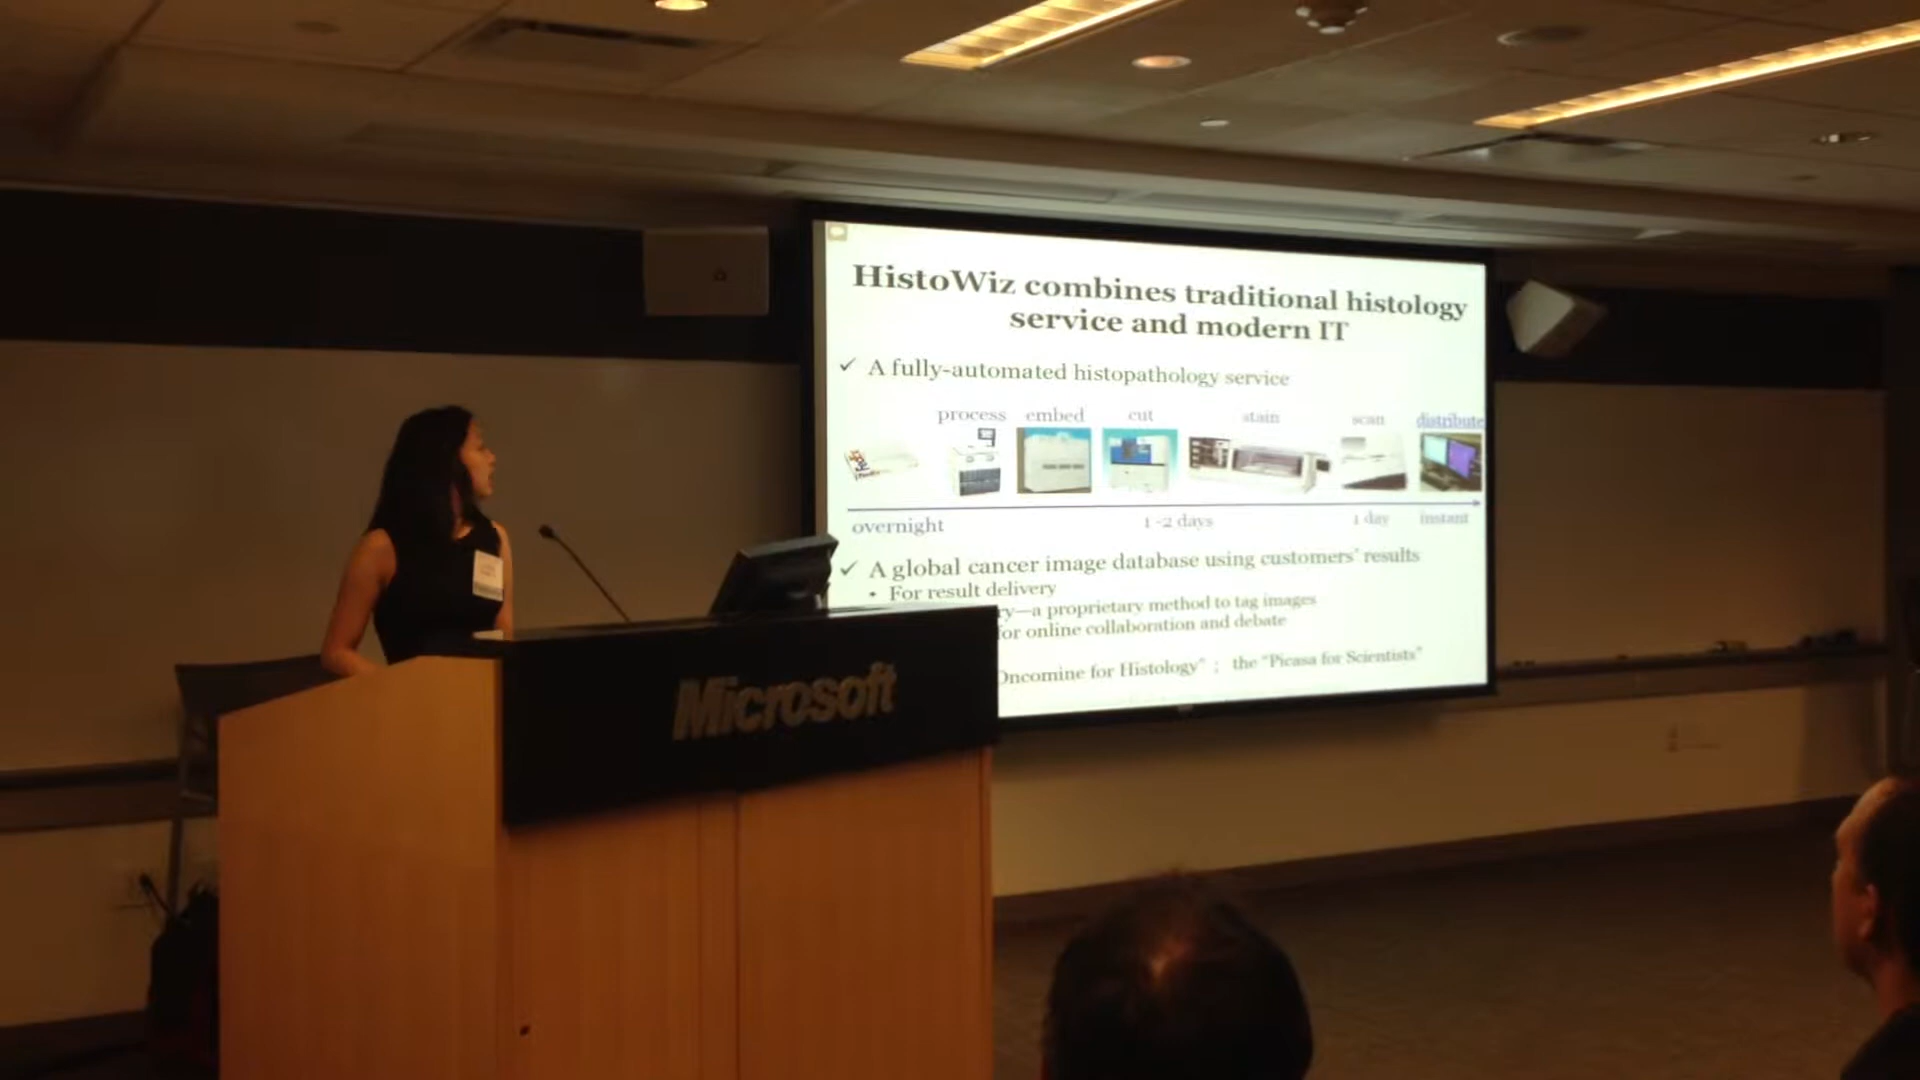 HistoWiz combines traditional histology
service and modern IT
✓ A fully-automated histopathology service
process embed cut stain scan distribute
overnight 1-2 days 1 day instant
✓ A global cancer image database using customers' results
• For result delivery
ry—a proprietary method to tag images
for online collaboration and debate
Oncomine for Histology" ; the "Picasa for Scientists"
Microsoft